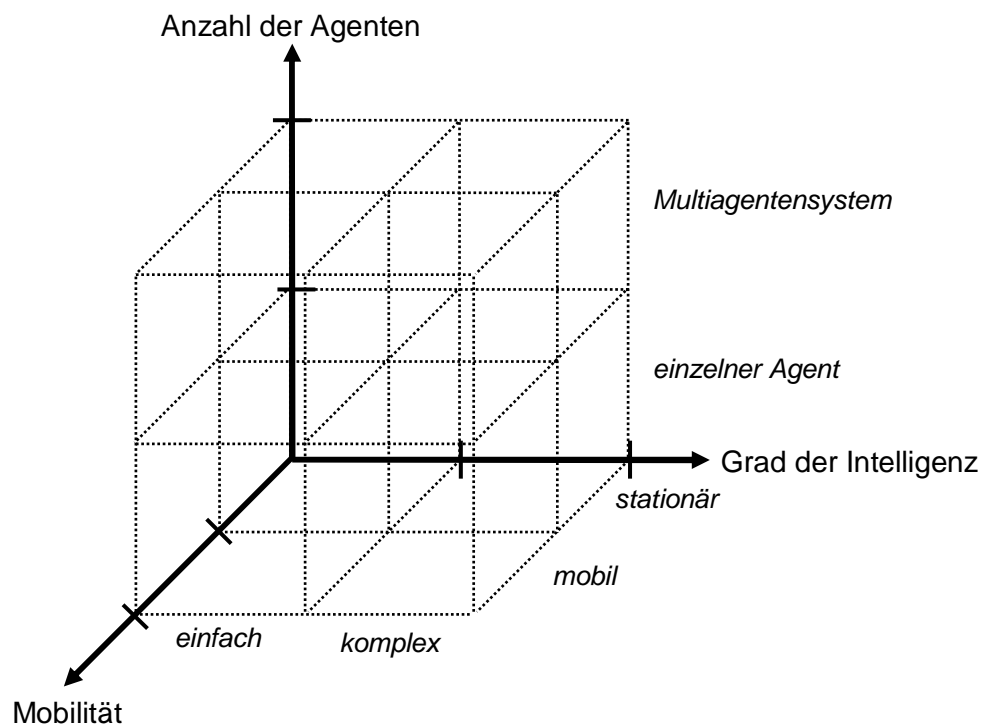 Anzahl der Agenten
Multiagentensystem
einzelner Agent
Grad der Intelligenz
stationär
mobil
einfach
komplex
Mobilität